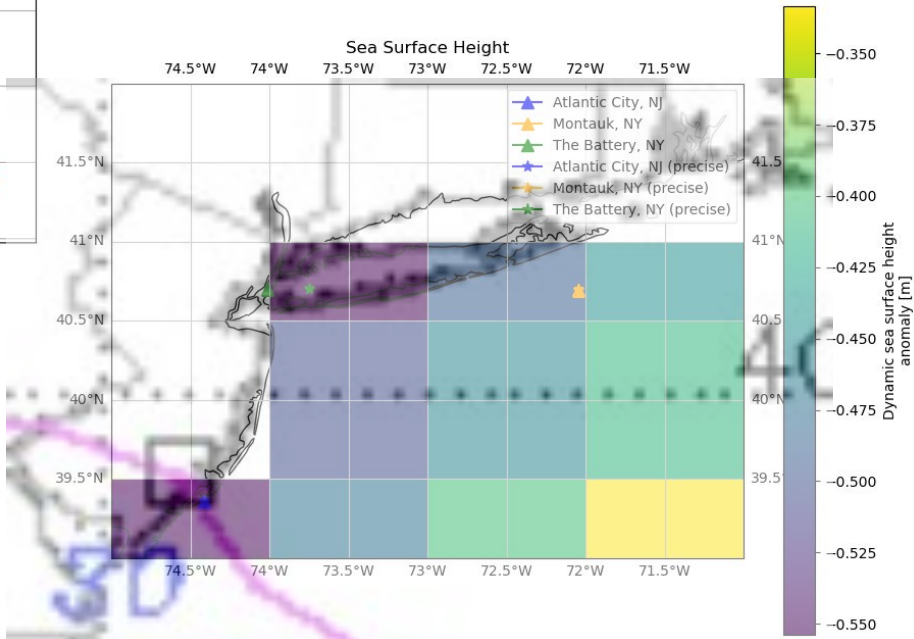 Sea Surface Height
74.5°W 74°W 73.5°W 73°W 72.5°W 72°W 71.5°W
Atlantic City, NJ
Montauk, NY
The Battery, NY
Atlantic City, NJ (precise)
Montauk, NY (precise)
The Battery, NY (precise)
41.5°N 41.5
41°N 41°N
40.5°N 40.5
40°N 40°N
39.5°N 39.5
74.5°W 74°W 73.5°W 73°W 72.5°W 72°W 71.5°W
3D
−0.350
−0.375
−0.400
−0.425
−0.450
−0.475
−0.500
−0.525
−0.550
Dynamic sea surface height
anomaly [m]